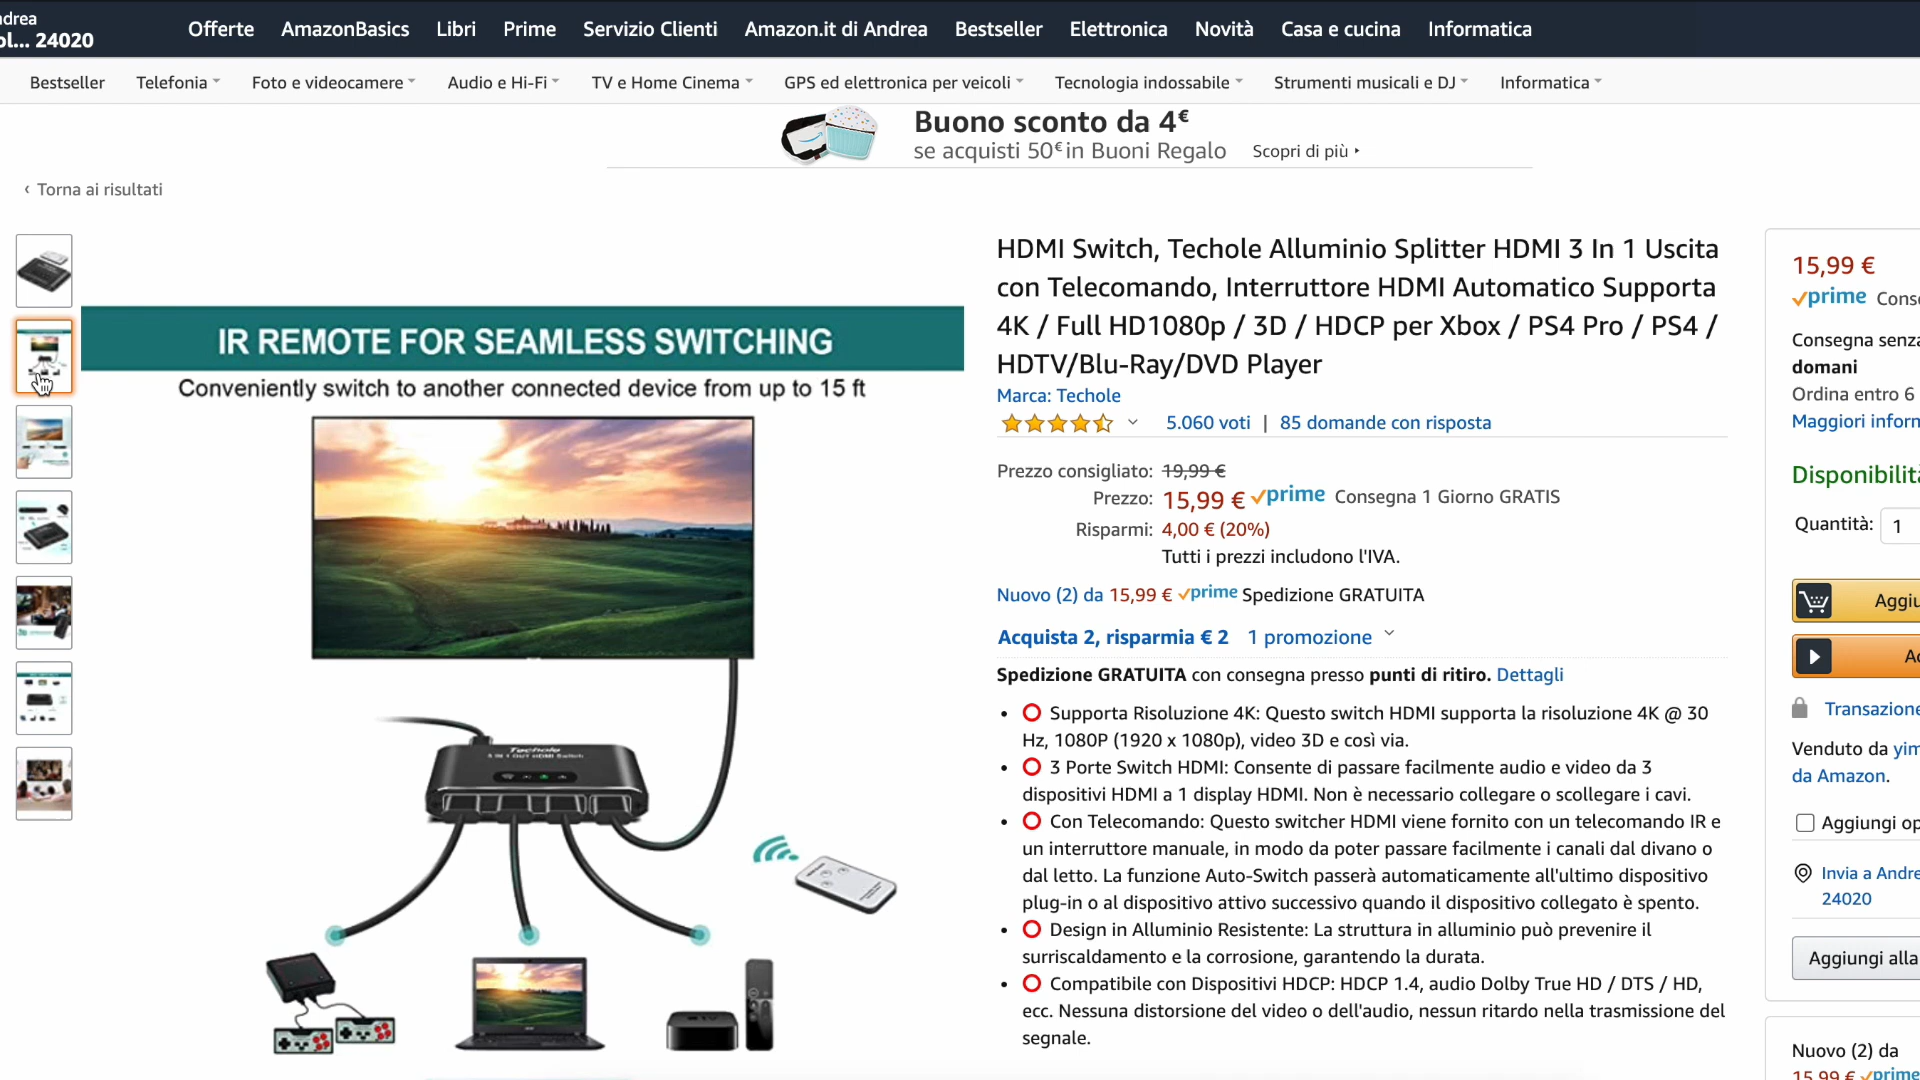 ndrea
24020
Offerte AmazonBasics Libri Prime Servizio Clienti Amazon.it di Andrea Bestseller Elettronica Novità Casa e cucina Informatica
Bestseller Telefonia Foto e videocamere Audio e Hi-Fi TV e Home Cinema GPS ed elettronica per veicoli Tecnologia indossabile Strumenti musicali e DJ Informatica
Buono sconto da 4€
se acquisti 50€ in Buoni Regalo Scopri di più ‣
‹ Torna ai risultati
IR REMOTE FOR SEAMLESS SWITCHING
Conveniently switch to another connected device from up to 15 ft
Techole
HDMI Switch, Techole Alluminio Splitter HDMI 3 In 1 Uscita
con Telecomando, Interruttore HDMI Automatico Supporta
4K / Full HD1080p / 3D / HDCP per Xbox / PS4 Pro / PS4 /
HDTV/Blu-Ray/DVD Player
Marca: Techole
5.060 voti | 85 domande con risposta
Prezzo consigliato: 19,99 €
Prezzo: 15,99 € prime Consegna 1 Giorno GRATIS
Risparmi: 4,00 € (20%)
Tutti i prezzi includono l'IVA.
Nuovo (2) da 15,99 € prime Spedizione GRATUITA
Acquista 2, risparmia € 2 1 promozione
Spedizione GRATUITA con consegna presso punti di ritiro. Dettagli
• ⭕ Supporta Risoluzione 4K: Questo switch HDMI supporta la risoluzione 4K @ 30
Hz, 1080P (1920 x 1080p), video 3D e così via.
• ⭕ 3 Porte Switch HDMI: Consente di passare facilmente audio e video da 3
dispositivi HDMI a 1 display HDMI. Non è necessario collegare o scollegare i cavi.
• ⭕ Con Telecomando: Questo switcher HDMI viene fornito con un telecomando IR e
un interruttore manuale, in modo da poter passare facilmente i canali dal divano o
dal letto. La funzione Auto-Switch passerà automaticamente all'ultimo dispositivo
plug-in o al dispositivo attivo successivo quando il dispositivo collegato è spento.
• ⭕ Design in Alluminio Resistente: La struttura in alluminio può prevenire il
surriscaldamento e la corrosione, garantendo la durata.
• ⭕ Compatibile con Dispositivi HDCP: HDCP 1.4, audio Dolby True HD / DTS / HD,
ecc. Nessuna distorsione del video o dell'audio, nessun ritardo nella trasmissione del
segnale.
15,99 €
prime Cons
Consegna senza
domani
Ordina entro 6
Maggiori inform
Disponibilit
Quantità: 1
Aggiu
Ac
Transazione
Venduto da yim
da Amazon.
Aggiungi op
Invia a Andre
24020
Aggiungi alla
Nuovo (2) da
15,99 € prime